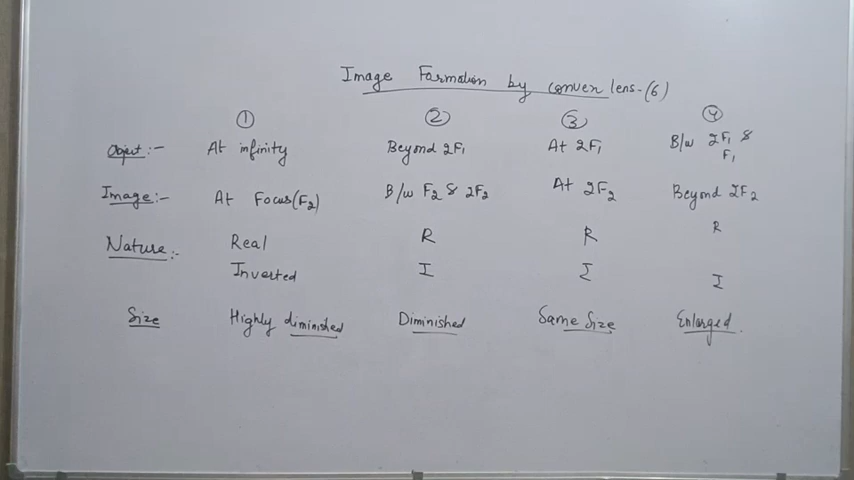 Image Formation by convex lens-(6)
① ② ③ ④
Object:- At infinity Beyond 2F₁ At 2F₁ B/w 2F₁ &
F₁
Image:- At Focus(F₂) B/w F₂ & 2F₂ At 2F₂ Beyond 2F₂
Nature:- Real R R R
Inverted I I I
Size Highly diminished Diminished Same Size Enlarged.